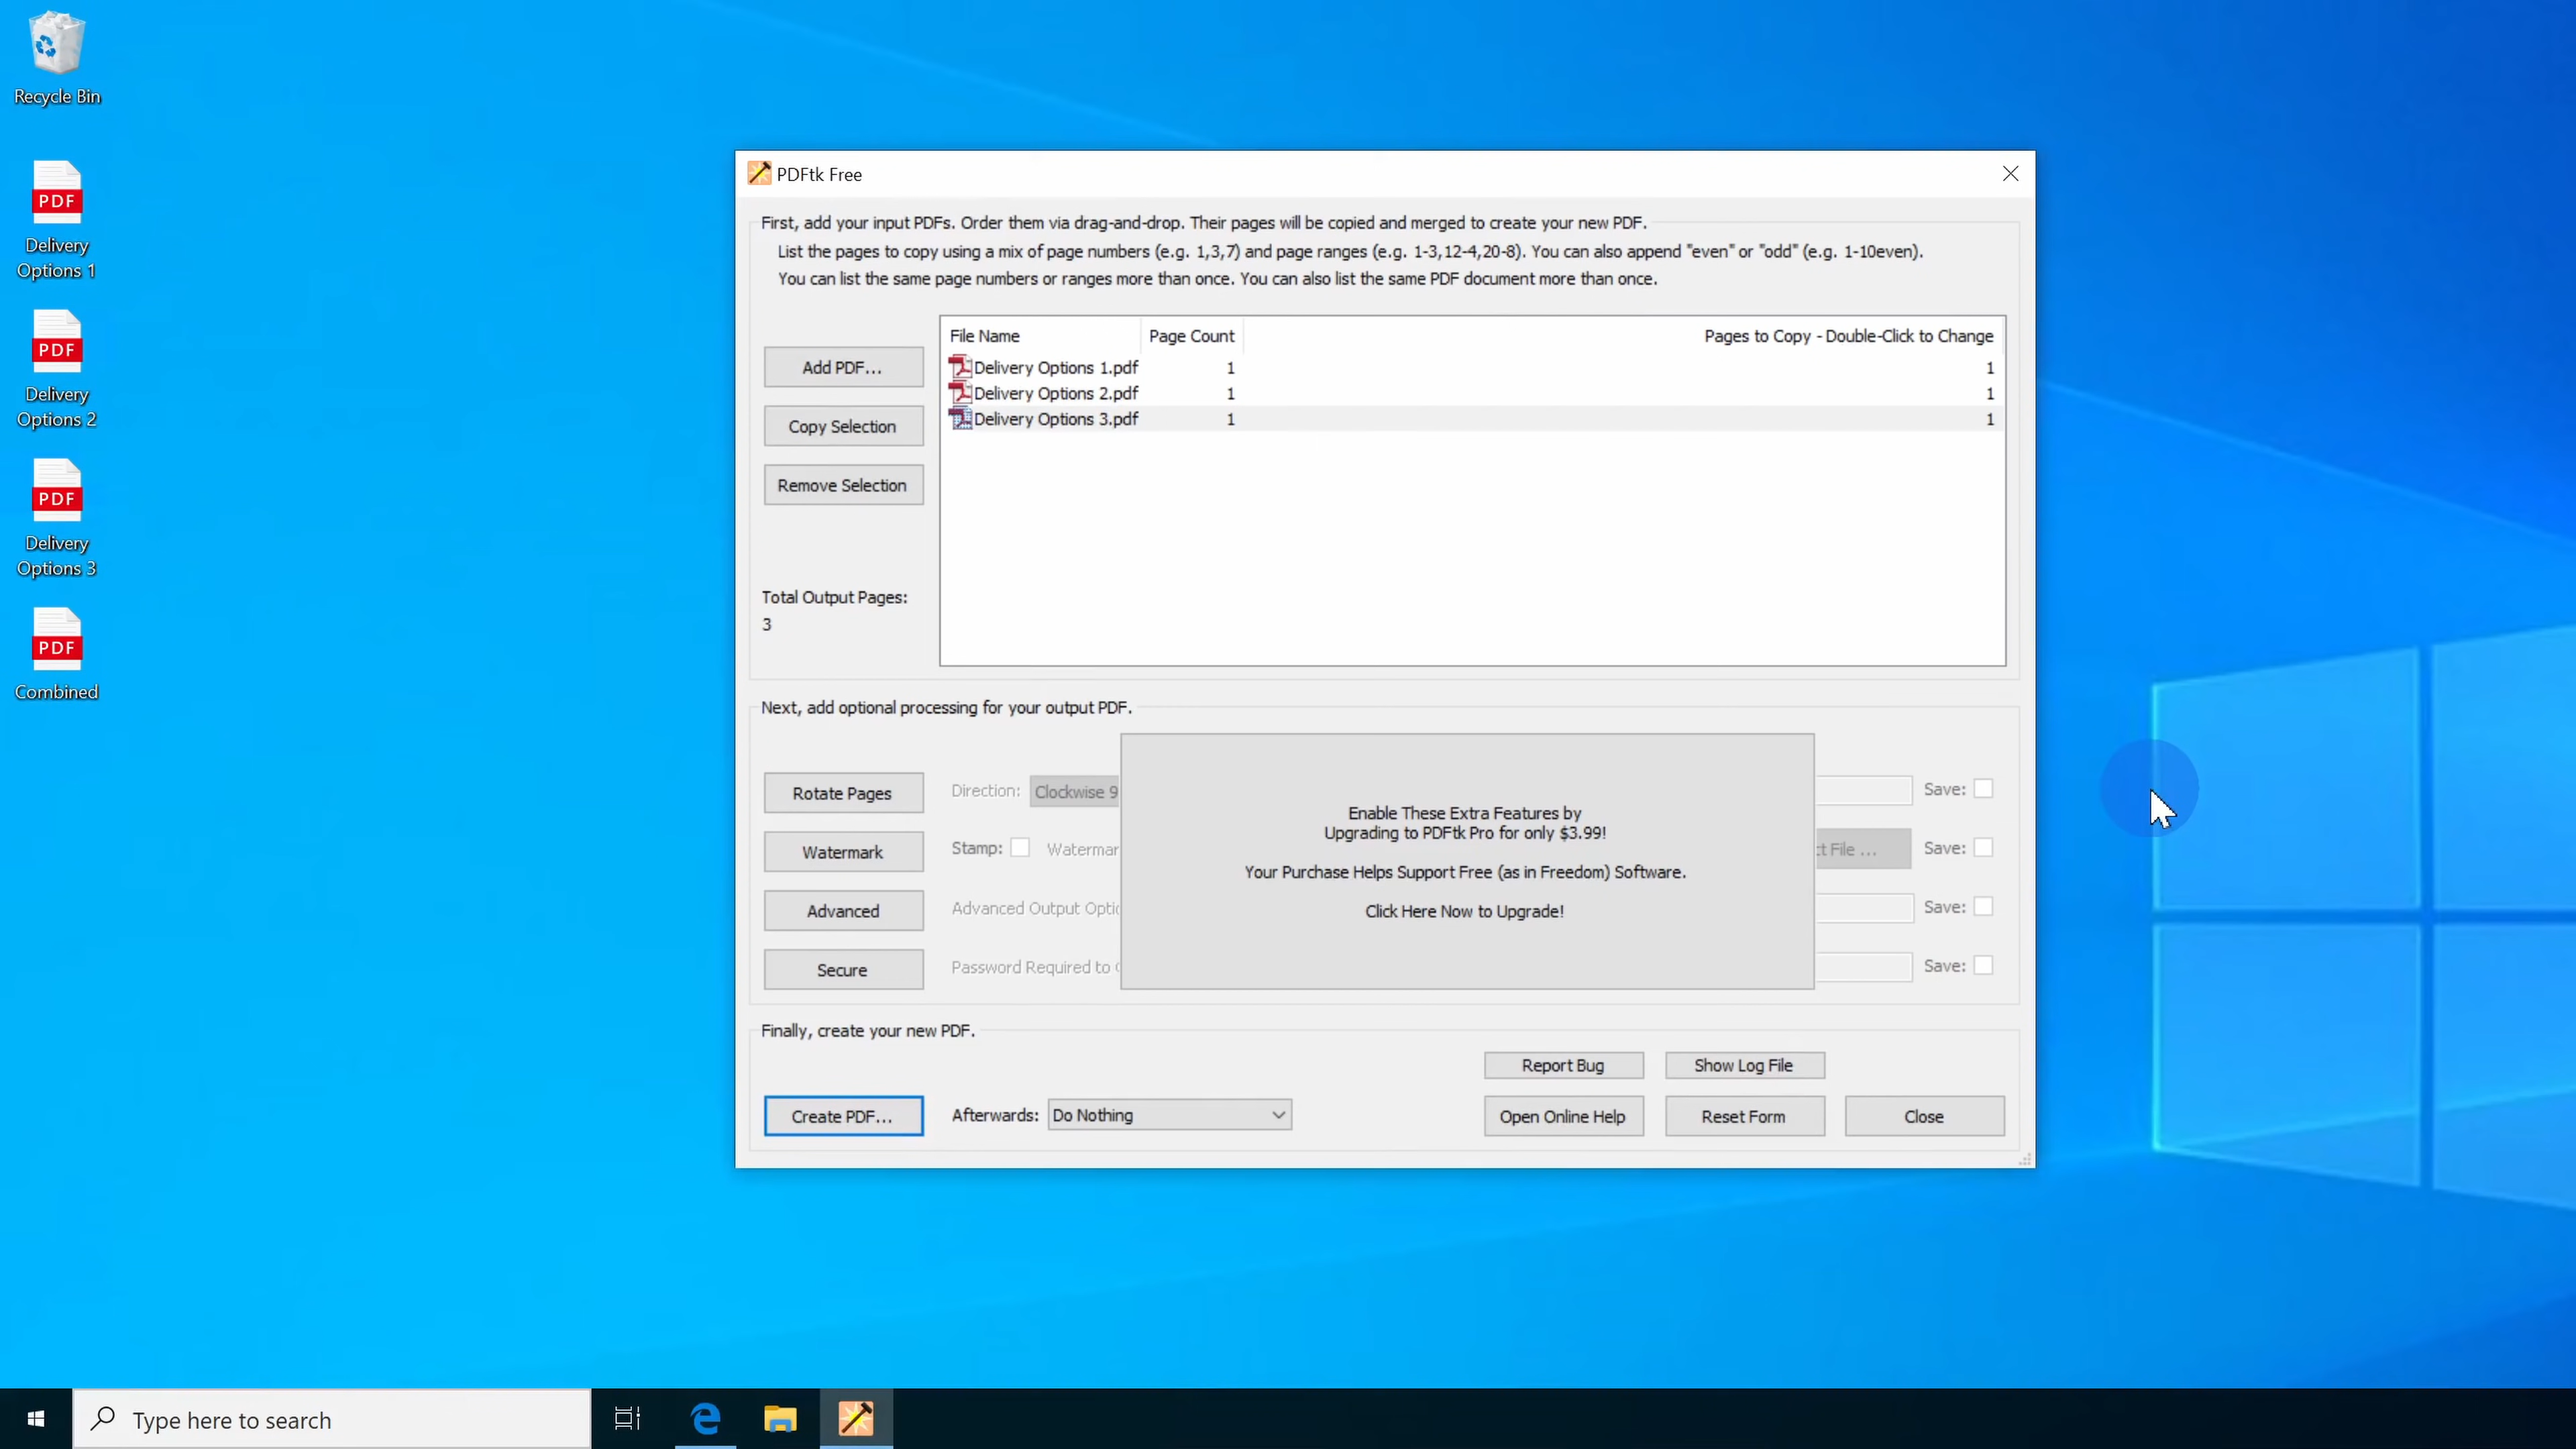 Recycle Bin
PDF
Delivery
Options 1
PDF
Delivery
Options 2
PDF
Delivery
Options 3
PDF
Combined
PDFtk Free
First, add your input PDFs. Order them via drag-and-drop. Their pages will be copied and merged to create your new PDF.
List the pages to copy using a mix of page numbers (e.g. 1,3,7) and page ranges (e.g. 1-3,12-4,20-8). You can also append "even" or "odd" (e.g. 1-10even).
You can list the same page numbers or ranges more than once. You can also list the same PDF document more than once.
File Name Page Count Pages to Copy - Double-Click to Change
Add PDF...
Delivery Options 1.pdf 1 1
Delivery Options 2.pdf 1 1
Delivery Options 3.pdf 1 1
Copy Selection
Remove Selection
Total Output Pages:
3
Next, add optional processing for your output PDF.
Rotate Pages Direction: Clockwise 9 Save:
Watermark Stamp: Watermar ct File ... Save:
Advanced Advanced Output Optio Save:
Secure Password Required to Save:
Enable These Extra Features by
Upgrading to PDFtk Pro for only $3.99!
Your Purchase Helps Support Free (as in Freedom) Software.
Click Here Now to Upgrade!
Finally, create your new PDF.
Report Bug Show Log File
Create PDF... Afterwards: Do Nothing Open Online Help Reset Form Close
Type here to search